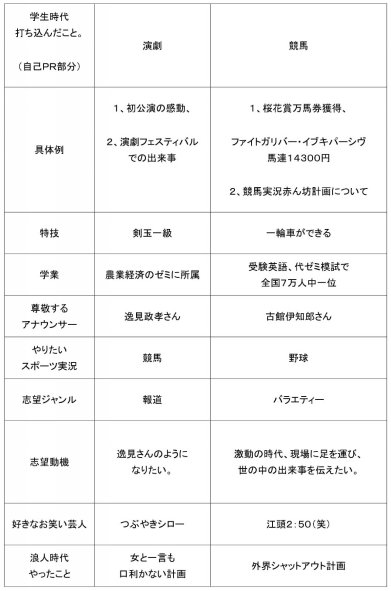 学生時代
打ち込んだこと。
（自己PR部分）
演劇
競馬
具体例
１、初公演の感動、
２、演劇フェスティバル
での出来事
１、桜花賞万馬券獲得、
ファイトガリバー・イブキパーシヴ
馬連１４３００円
２、競馬実況赤ん坊計画について
特技
剣玉一級
一輪車ができる
学業
農業経済のゼミに所属
受験英語、代ゼミ模試で
全国７万人中一位
尊敬する
アナウンサー
逸見政孝さん
古館伊知郎さん
やりたい
スポーツ実況
競馬
野球
志望ジャンル
報道
バラエティー
志望動機
逸見さんのように
なりたい。
激動の時代、現場に足を運び、
世の中の出来事を伝えたい。
好きなお笑い芸人
つぶやきシロー
江頭２：５０（笑）
浪人時代
やったこと
女と一言も
口利かない計画
外界シャットアウト計画